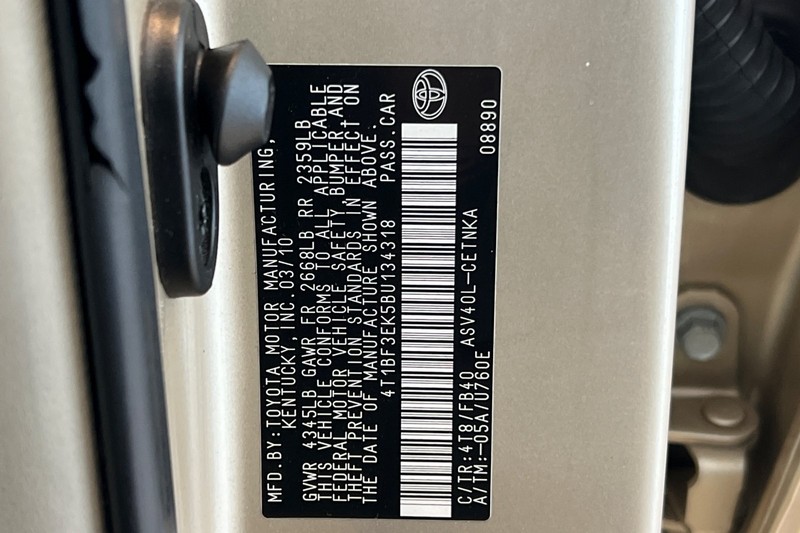 MFD.BY:TOYOTA MOTOR MANUFACTURING,
KENTUCKY, INC. 03/10
GVWR 4345LB GAWR FR 2668LB RR 2359LB
THIS VEHICLE CONFORMS TO ALL APPLICABLE
FEDERAL MOTOR VEHICLE SAFETY, BUMPER AND
THEFT PREVENTION STANDARDS IN EFFECT ON
THE DATE OF MANUFACTURE SHOWN ABOVE.
4T1BF3EK5BU134318 PASS.CAR
C/TR:4T8/FB40 ASV40L-CETNKA 08890
A/TM:-05A/U760E